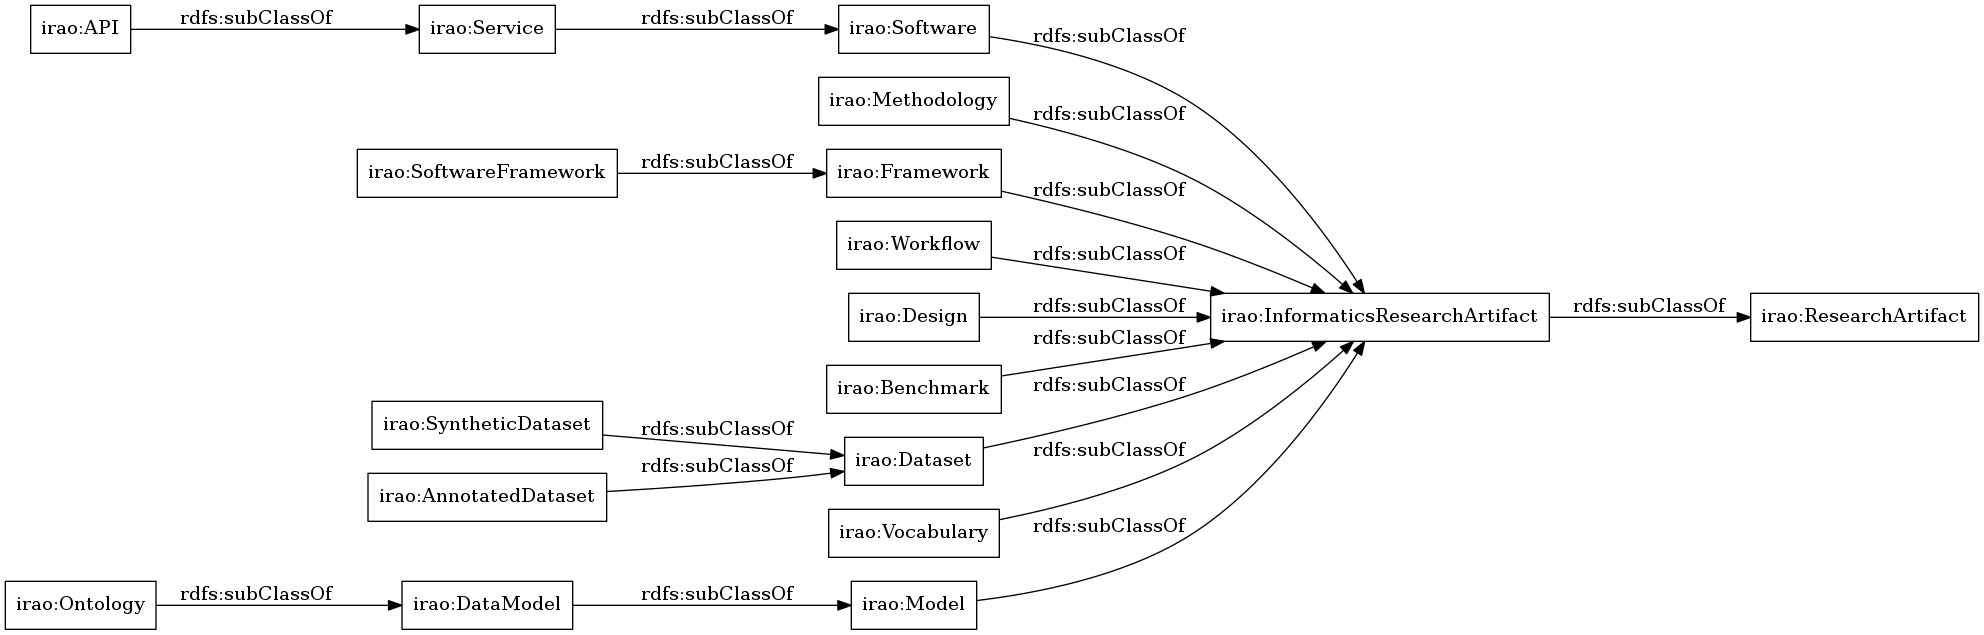 irao:API
rdfs:subClassOf
irao:Service
rdfs:subClassOf
irao:Software
rdfs:subClassOf
irao:Methodology
rdfs:subClassOf
irao:SoftwareFramework
rdfs:subClassOf
irao:Framework
rdfs:subClassOf
irao:Workflow
rdfs:subClassOf
irao:Design
rdfs:subClassOf
irao:InformaticsResearchArtifact
rdfs:subClassOf
irao:ResearchArtifact
irao:Benchmark
rdfs:subClassOf
irao:SyntheticDataset
rdfs:subClassOf
irao:AnnotatedDataset
rdfs:subClassOf
irao:Dataset
rdfs:subClassOf
irao:Vocabulary
rdfs:subClassOf
irao:Ontology
rdfs:subClassOf
irao:DataModel
rdfs:subClassOf
irao:Model
rdfs:subClassOf